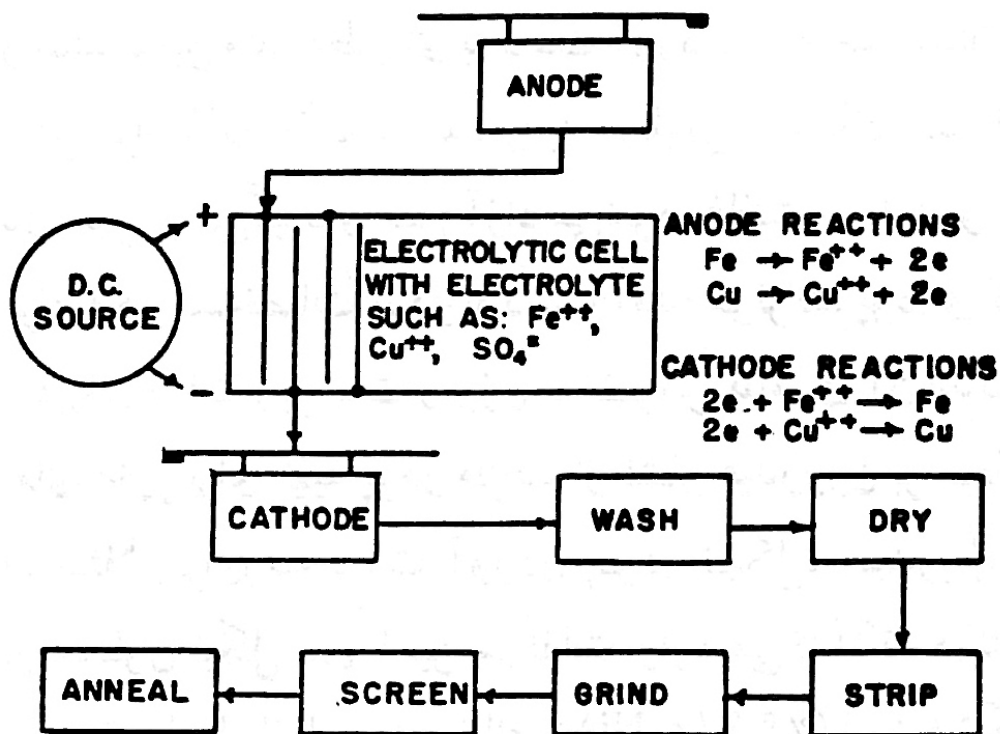 ANODE
+
D.C.
SOURCE
-
ELECTROLYTIC CELL
WITH ELECTROLYTE
SUCH AS: Fe⁺⁺,
Cu⁺⁺, SO₄⁼
ANODE REACTIONS
Fe → Fe⁺⁺ + 2e
Cu → Cu⁺⁺ + 2e
CATHODE REACTIONS
2e + Fe⁺⁺ → Fe
2e + Cu⁺⁺ → Cu
CATHODE
WASH
DRY
ANNEAL
SCREEN
GRIND
STRIP